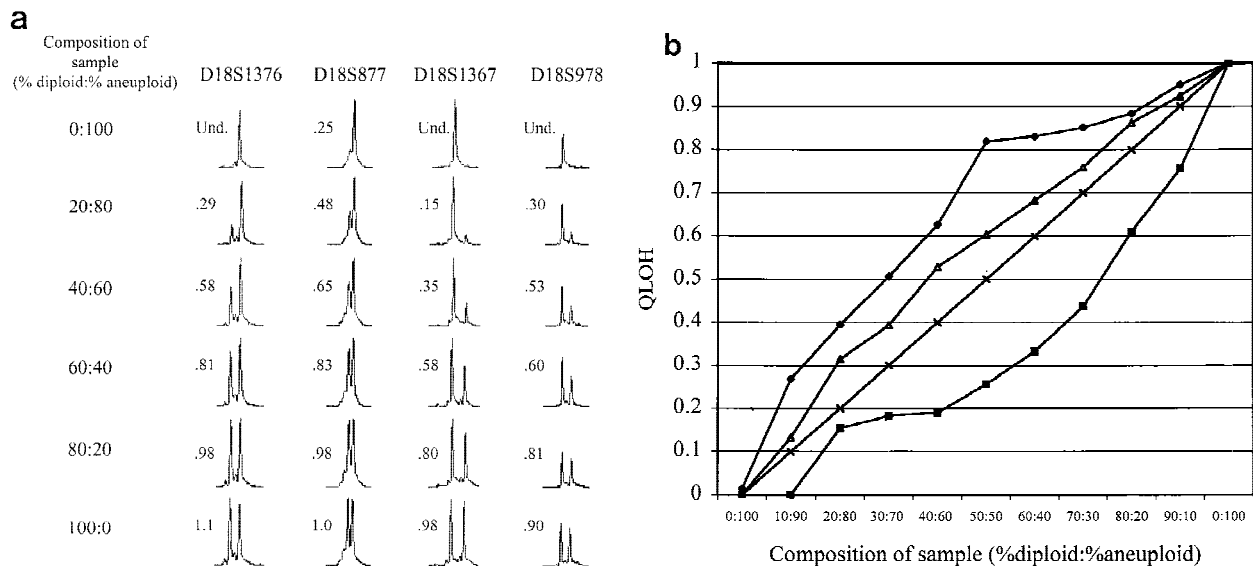 a
Composition of
sample
(% diploid:% aneuploid)
D18S1376 D18S877 D18S1367 D18S978
0:100 Und. .25 Und. Und.
20:80 .29 .48 .15 .30
40:60 .58 .65 .35 .53
60:40 .81 .83 .58 .60
80:20 .98 .98 .80 .81
100:0 1.1 1.0 .98 .90
b
1
0.9
0.8
0.7
0.6
0.5
0.4
0.3
0.2
0.1
0
QLOH
0:100 10:90 20:80 30:70 40:60 50:50 60:40 70:30 80:20 90:10 0:100
Composition of sample (%diploid:%aneuploid)